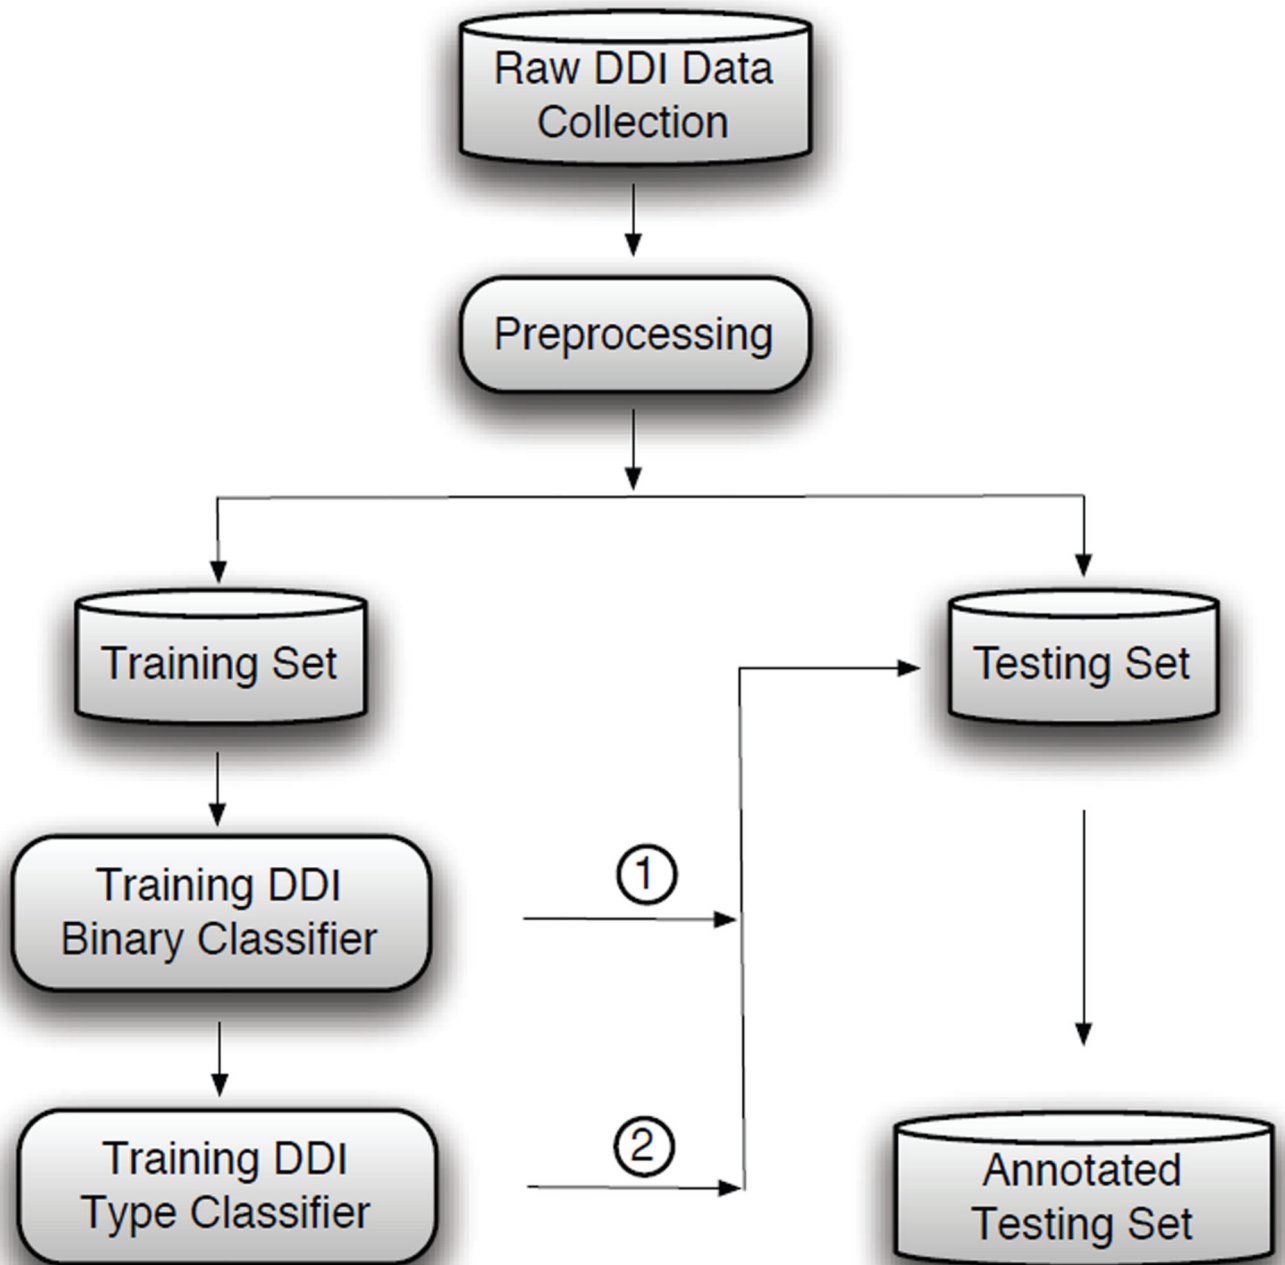 Raw DDI Data
Collection
Preprocessing
Training Set
Testing Set
Training DDI
Binary Classifier
1
Training DDI
Type Classifier
2
Annotated
Testing Set